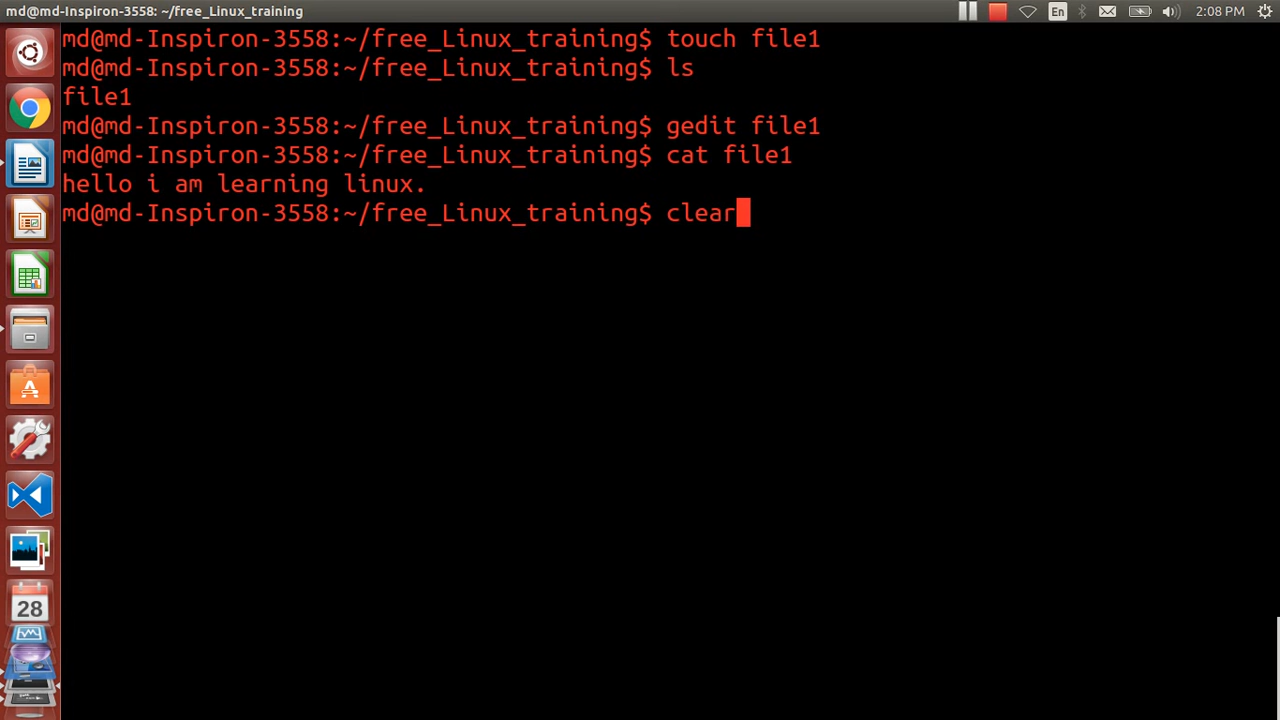 md@md-Inspiron-3558: ~/free_Linux_training
En
2:08 PM
md@md-Inspiron-3558:~/free_Linux_training$ touch file1
md@md-Inspiron-3558:~/free_Linux_training$ ls
file1
md@md-Inspiron-3558:~/free_Linux_training$ gedit file1
md@md-Inspiron-3558:~/free_Linux_training$ cat file1
hello i am learning linux.
md@md-Inspiron-3558:~/free_Linux_training$ clear
28